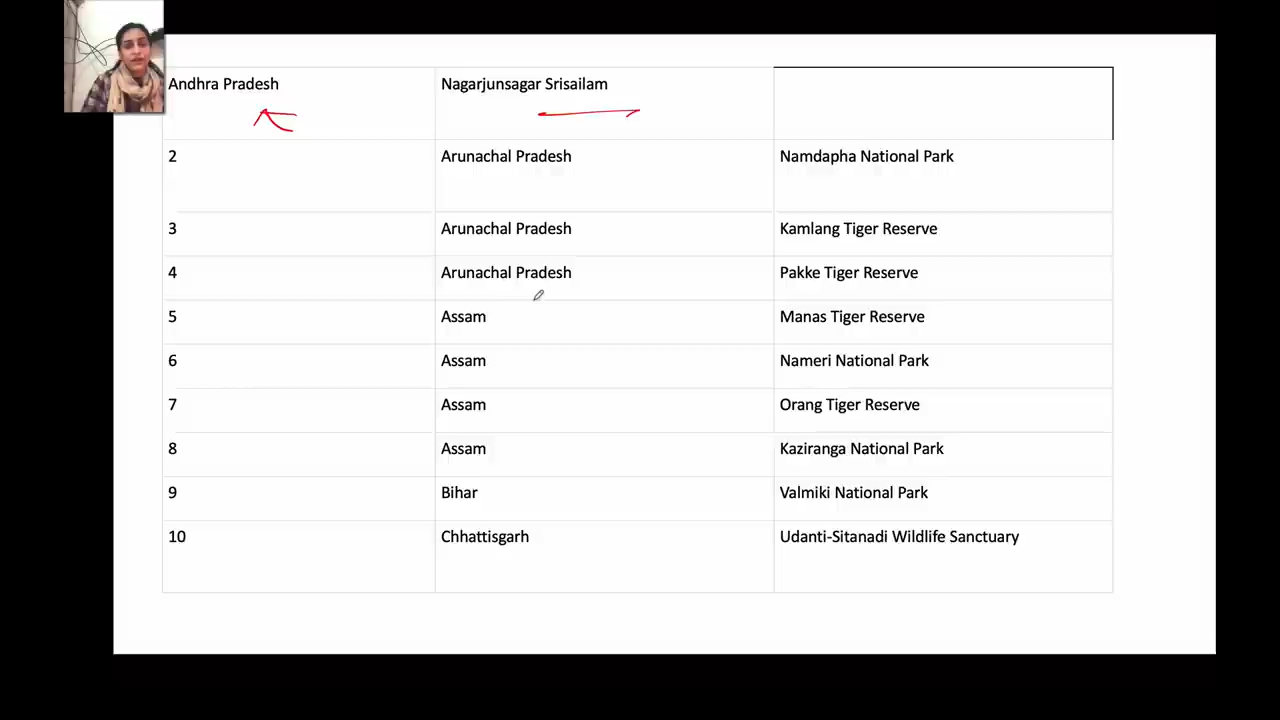 Andhra Pradesh Nagarjunsagar Srisailam
2 Arunachal Pradesh Namdapha National Park
3 Arunachal Pradesh Kamlang Tiger Reserve
4 Arunachal Pradesh Pakke Tiger Reserve
5 Assam Manas Tiger Reserve
6 Assam Nameri National Park
7 Assam Orang Tiger Reserve
8 Assam Kaziranga National Park
9 Bihar Valmiki National Park
10 Chhattisgarh Udanti-Sitanadi Wildlife Sanctuary